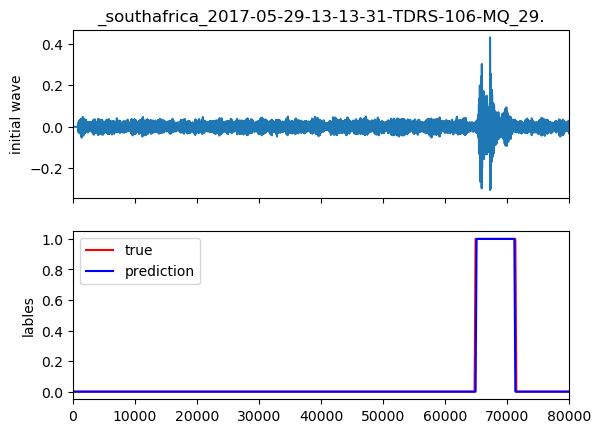 _southafrica_2017-05-29-13-13-31-TDRS-106-MQ_29.
initial wave
0.4
0.2
0.0
−0.2
lables
1.0
0.8
0.6
0.4
0.2
0.0
true
prediction
0 10000 20000 30000 40000 50000 60000 70000 80000